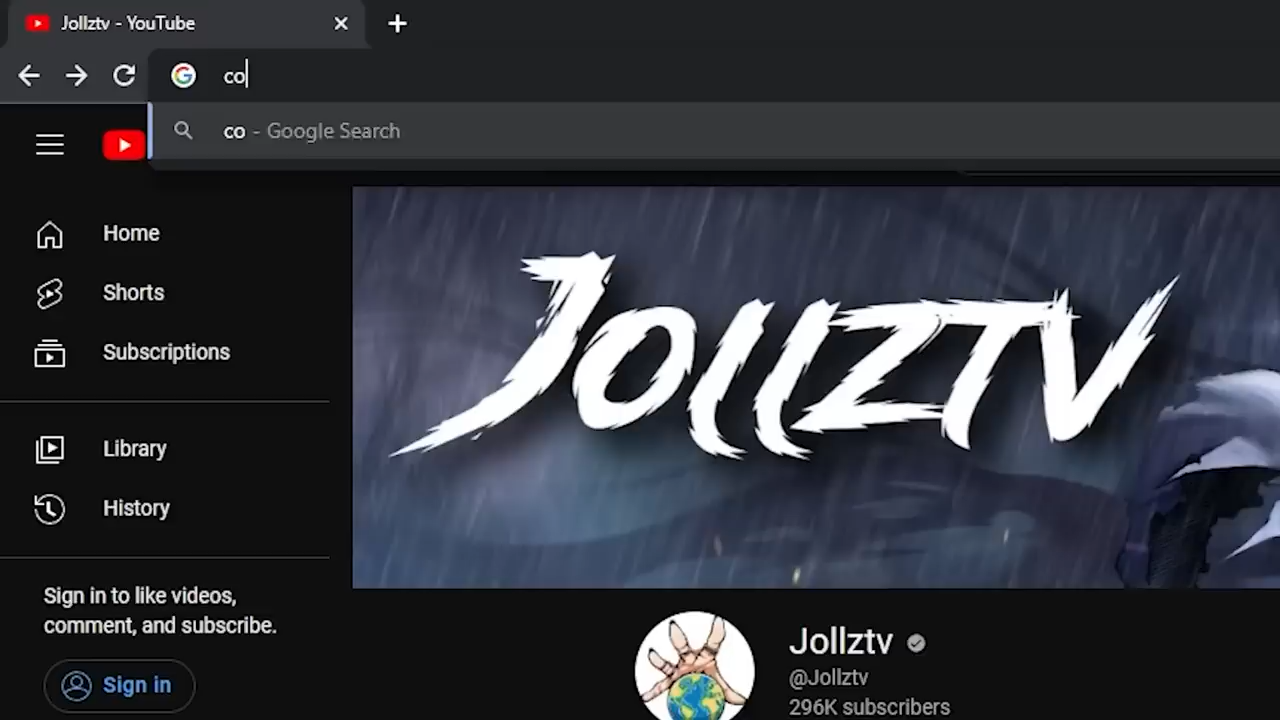 Jollztv - YouTube
co
co - Google Search
Home
Shorts
Subscriptions
Library
History
Sign in to like videos,
comment, and subscribe.
Sign in
JollzTV
Jollztv
@Jollztv
296K subscribers